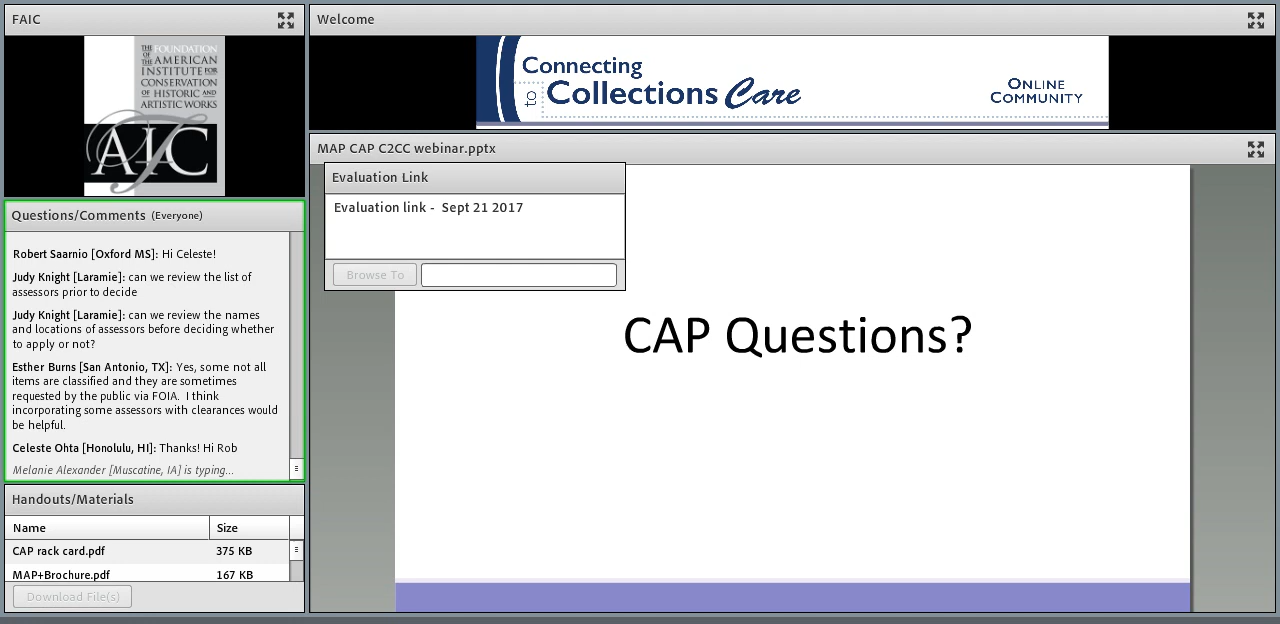 FAIC
THE FOUNDATION
OF THE AMERICAN
INSTITUTE FOR
CONSERVATION
OF HISTORIC AND
ARTISTIC WORKS
AIC
Questions/Comments (Everyone)
Robert Saarnio [Oxford MS]: Hi Celeste!
Judy Knight [Laramie]: can we review the list of
assessors prior to decide
Judy Knight [Laramie]: can we review the names
and locations of assessors before deciding whether
to apply or not?
Esther Burns [San Antonio, TX]: Yes, some not all
items are classified and they are sometimes
requested by the public via FOIA. I think
incorporating some assessors with clearances would
be helpful.
Celeste Ohta [Honolulu, HI]: Thanks! Hi Rob
Melanie Alexander [Muscatine, IA] is typing...
Handouts/Materials
Name Size
CAP rack card.pdf 375 KB
MAP+Brochure.pdf 167 KB
Download File(s)
Welcome
Connecting
to Collections Care
ONLINE
COMMUNITY
MAP CAP C2CC webinar.pptx
Evaluation Link
Evaluation link - Sept 21 2017
Browse To
CAP Questions?